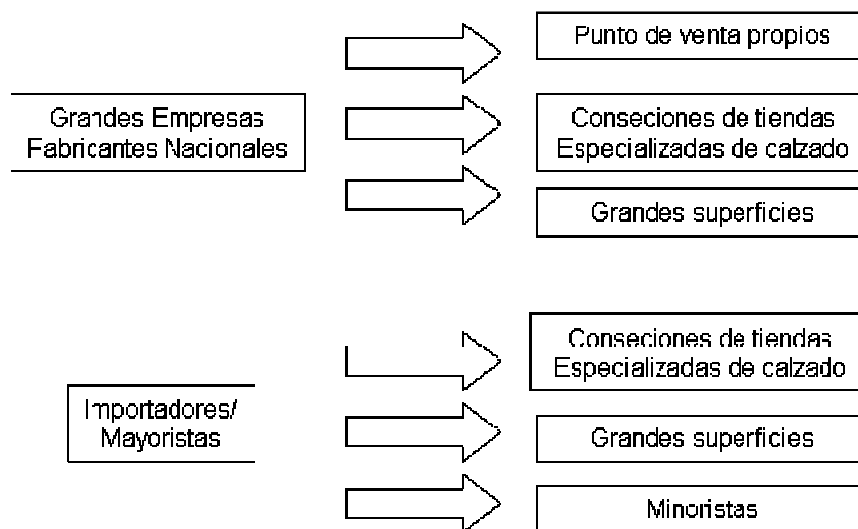 Punto de venta propios
Grandes Empresas
Fabricantes Nacionales
Conseciones de tiendas
Especializadas de calzado
Grandes superficies
Conseciones de tiendas
Especializadas de calzado
Importadores/
Mayoristas
Grandes superficies
Minoristas